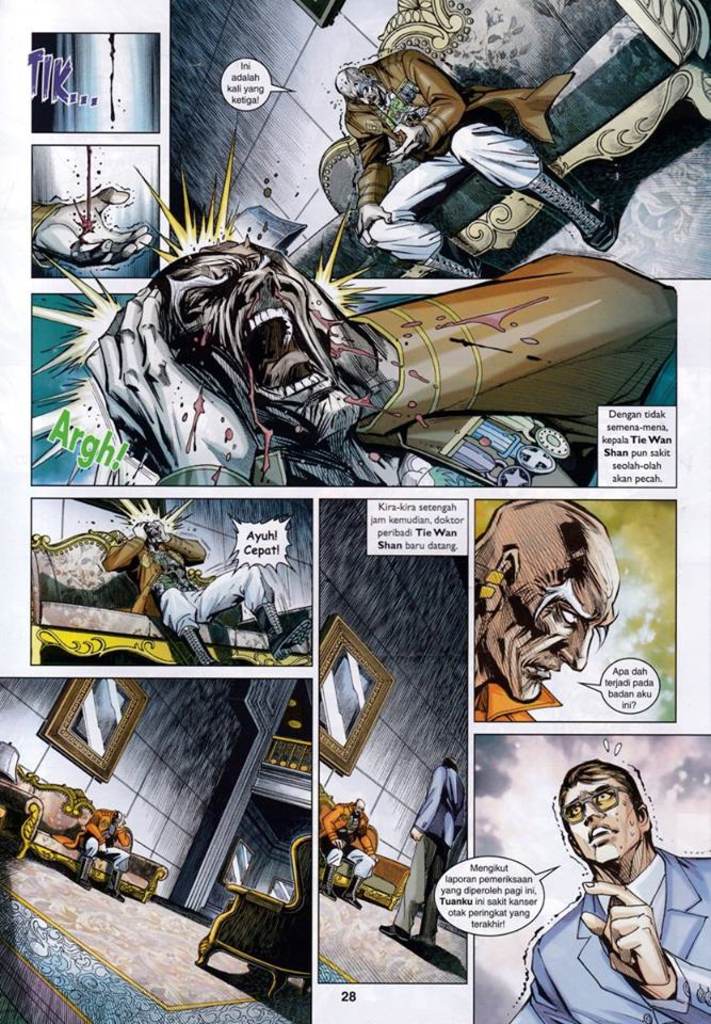 TIK...
Ini
adalah
kali yang
ketiga!
Argh!
Dengan tidak
semena-mena,
kepala Tie Wan
Shan pun sakit
seolah-olah
akan pecah.
Ayuh!
Cepat!
Kira-kira setengah
jam kemudian, doktor
peribadi Tie Wan
Shan baru datang.
Apa dah
terjadi pada
badan aku
ini?
Mengikut
laporan pemeriksaan
yang diperoleh pagi ini,
Tuanku ini sakit kanser
otak peringkat yang
terakhir!
28